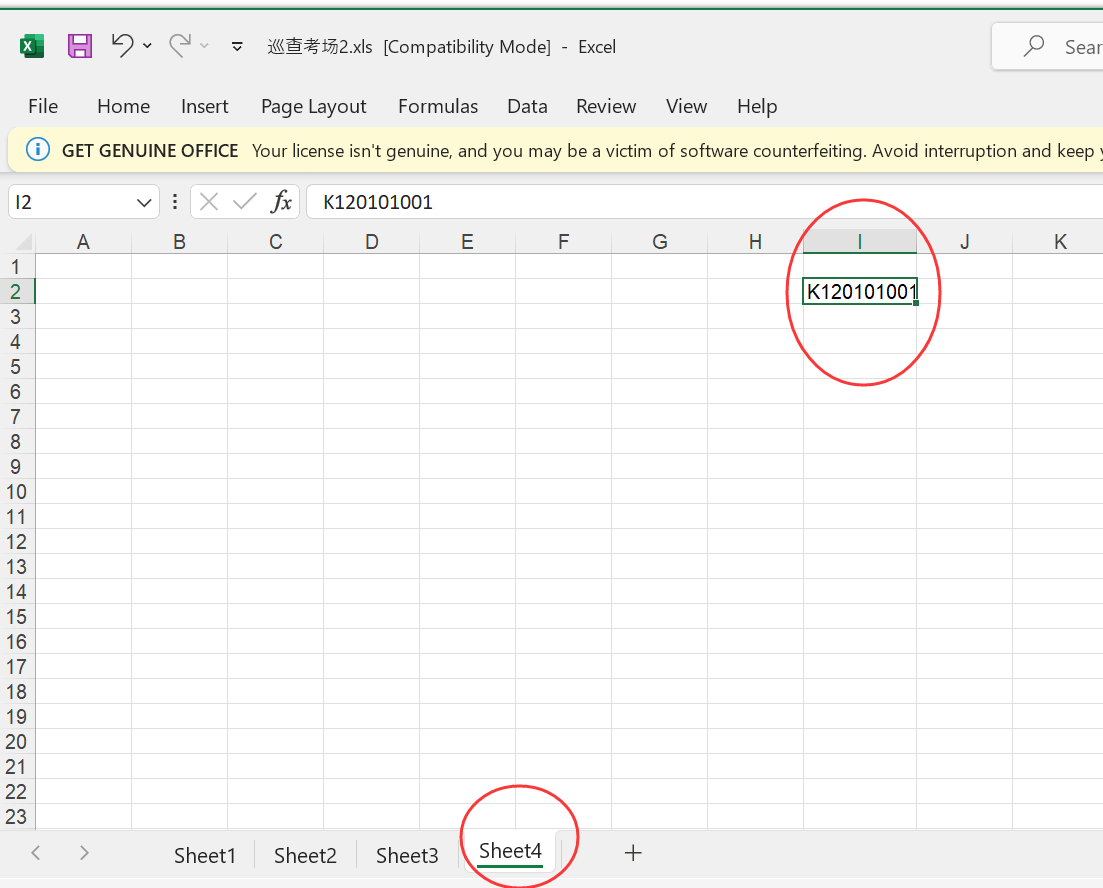 巡查考场2.xls [Compatibility Mode] - Excel
Sear
File Home Insert Page Layout Formulas Data Review View Help
GET GENUINE OFFICE Your license isn't genuine, and you may be a victim of software counterfeiting. Avoid interruption and keep y
I2 fx K120101001
A B C D E F G H I J K
1
2 K120101001
3
4
5
6
7
8
9
10
11
12
13
14
15
16
17
18
19
20
21
22
23
Sheet1 Sheet2 Sheet3 Sheet4 +